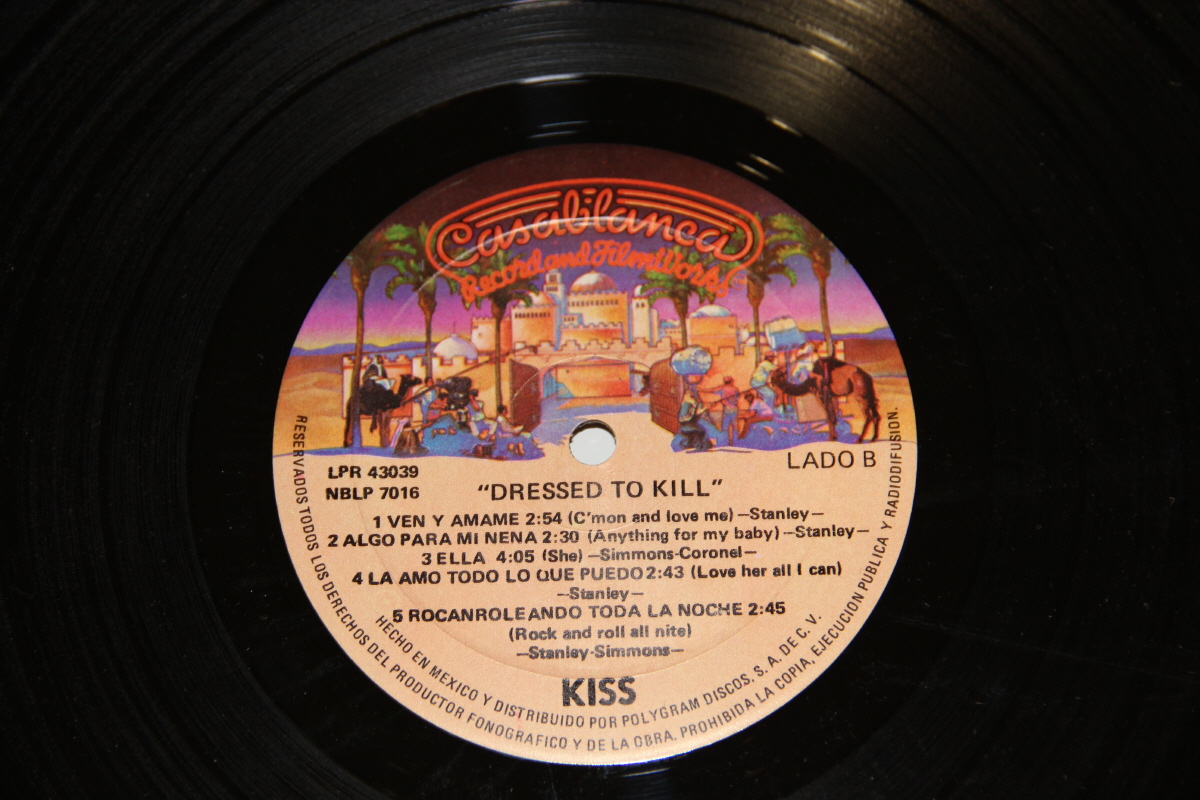 Casablanca
Record and FilmWorks
LADO B
LPR 43039
NBLP 7016
"DRESSED TO KILL"
1 VEN Y AMAME 2:54 (C'mon and love me) —Stanley—
2 ALGO PARA MI NENA 2:30 (Anything for my baby) —Stanley—
3 ELLA 4:05 (She) —Simmons-Coronel—
4 LA AMO TODO LO QUE PUEDO 2:43 (Love her all I can)
—Stanley—
5 ROCANROLEANDO TODA LA NOCHE 2:45
(Rock and roll all nite)
—Stanley-Simmons—
KISS
HECHO EN MEXICO Y DISTRIBUIDO POR POLYGRAM DISCOS, S. A. DE C. V.
RESERVADOS TODOS LOS DERECHOS DEL PRODUCTOR FONOGRAFICO Y DE LA OBRA. PROHIBIDA LA COPIA, EJECUCION PUBLICA Y RADIODIFUSION.